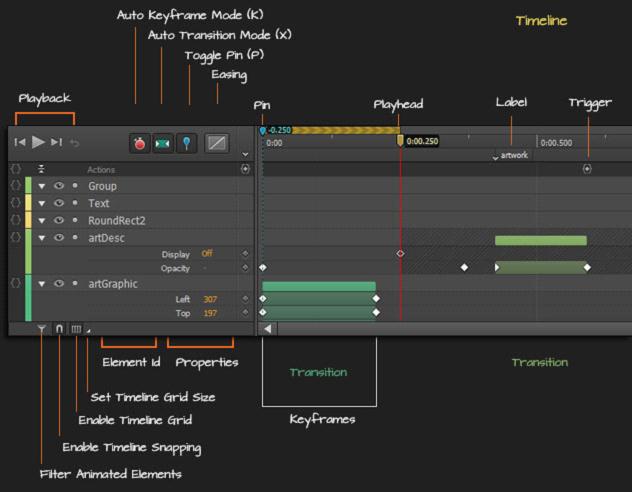 Auto Keyframe Mode (K)
Timeline
Auto Transition Mode (X)
Toggle Pin (P)
Easing
Playback
Pin
Playhead
Label
Trigger
-0.250
0:00
0:00.250
0:00.500
artwork
Actions
Group
Text
RoundRect2
artDesc
Display Off
Opacity -
artGraphic
Left 307
Top 197
Element Id
Properties
Transition
Transition
Set Timeline Grid Size
Keyframes
Enable Timeline Grid
Enable Timeline Snapping
Filter Animated Elements